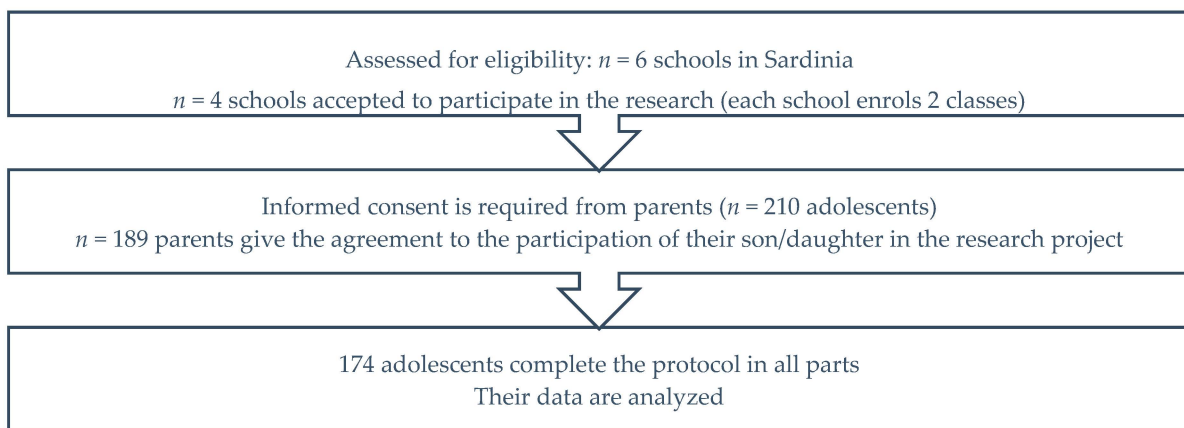 Assessed for eligibility: n = 6 schools in Sardinia
n = 4 schools accepted to participate in the research (each school enrols 2 classes)
Informed consent is required from parents (n = 210 adolescents)
n = 189 parents give the agreement to the participation of their son/daughter in the research project
174 adolescents complete the protocol in all parts
Their data are analyzed